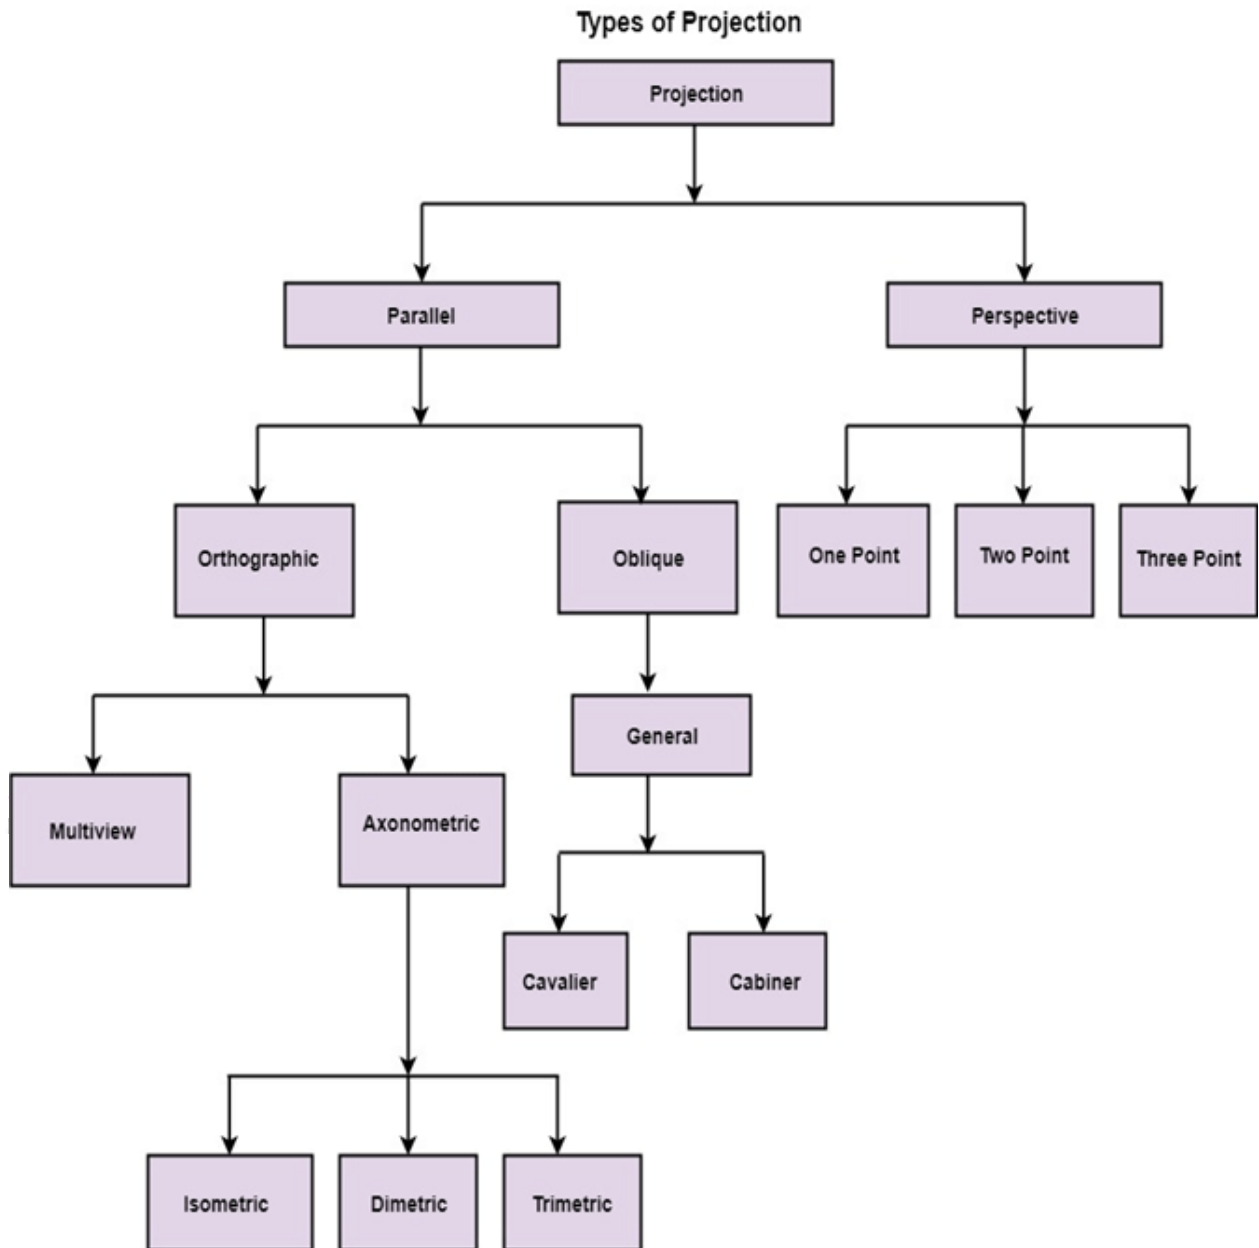 Types of Projection
Projection
Parallel
Perspective
Orthographic
Oblique
One Point
Two Point
Three Point
General
Multiview
Axonometric
Cavalier
Cabiner
Isometric
Dimetric
Trimetric